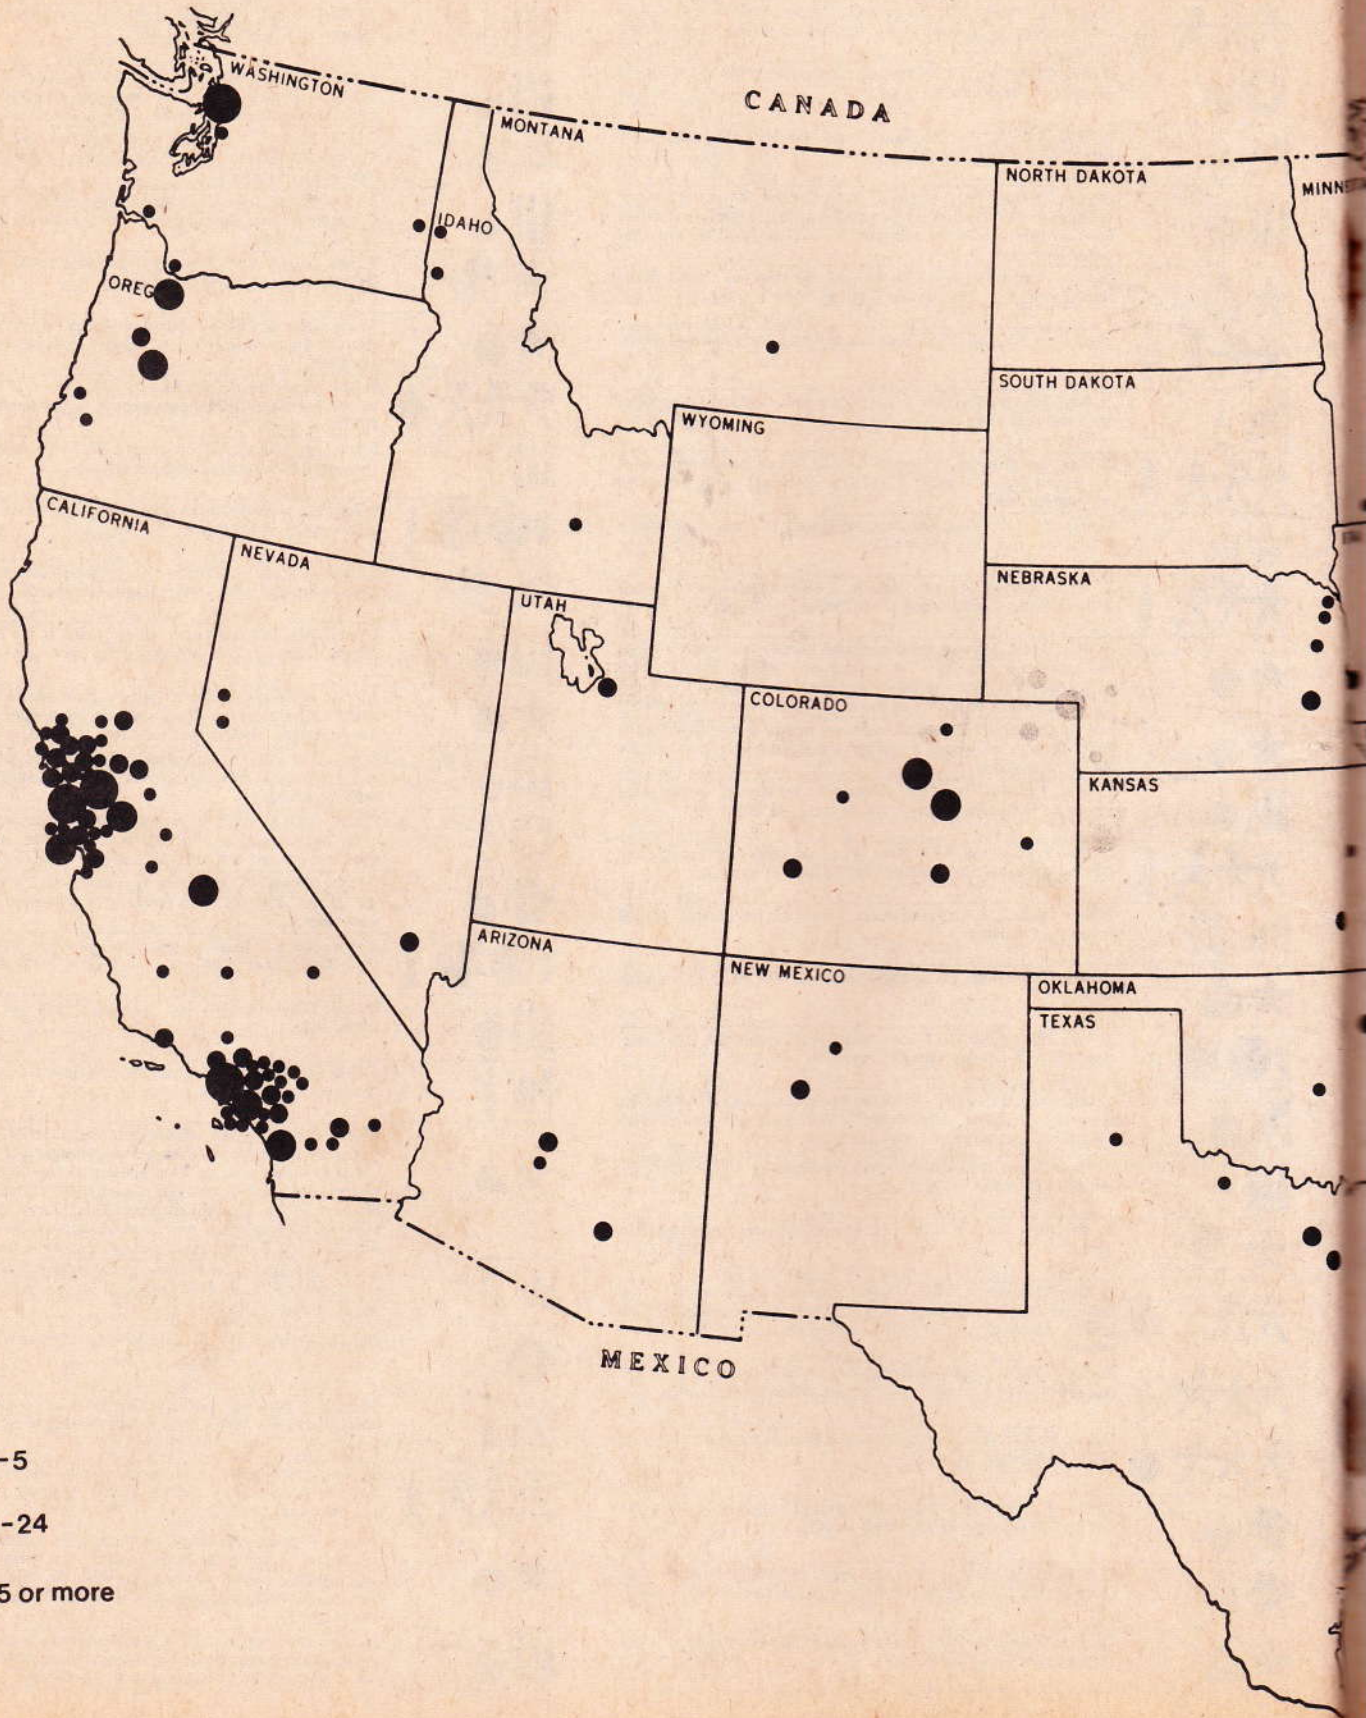 WASHINGTON
CANADA
MONTANA
NORTH DAKOTA
MINN
IDAHO
OREG
SOUTH DAKOTA
WYOMING
CALIFORNIA
NEVADA
NEBRASKA
UTAH
COLORADO
KANSAS
ARIZONA
NEW MEXICO
OKLAHOMA
TEXAS
MEXICO
-5
-24
5 or more